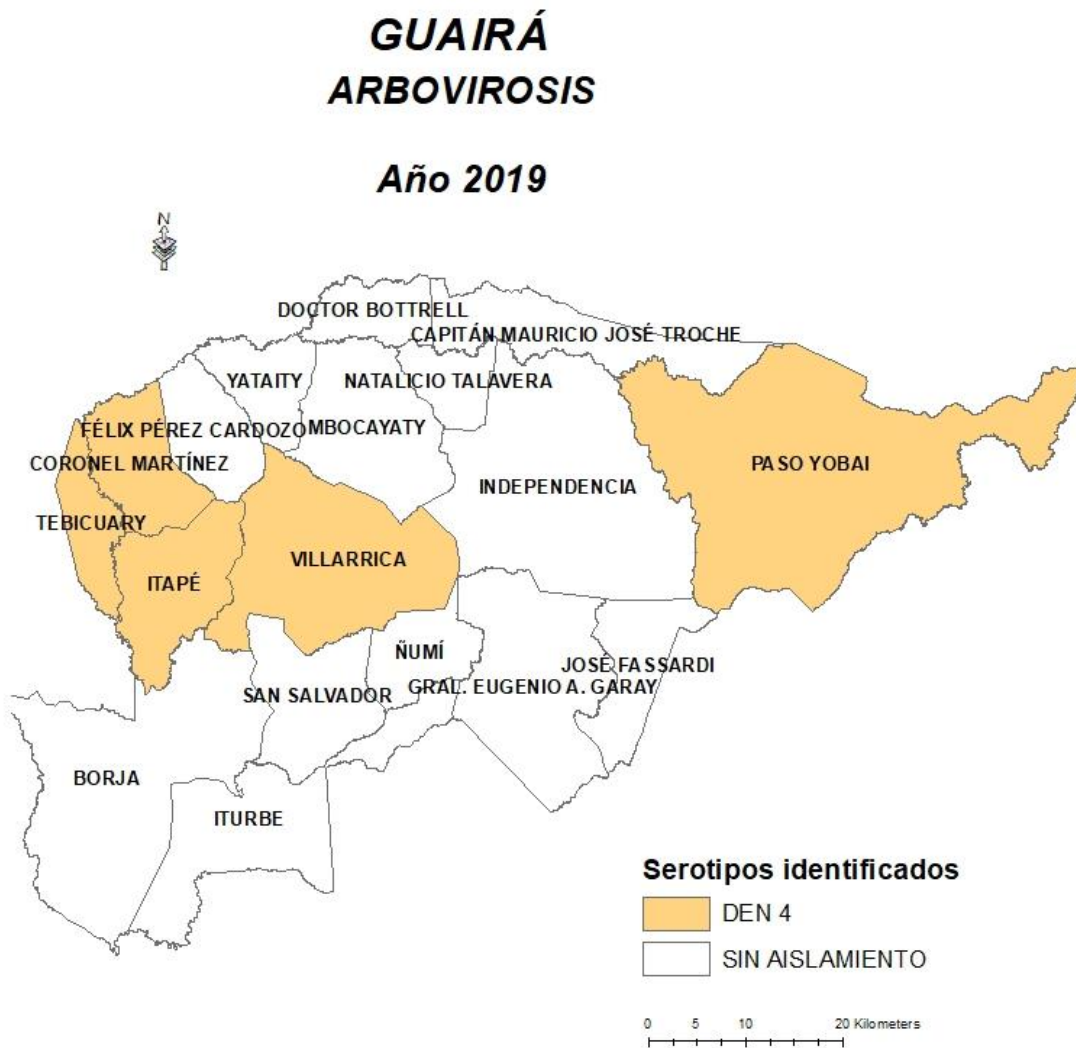 GUAIRÁ
ARBOVIROSIS
Año 2019
N
DOCTOR BOTTRELL
CAPITÁN MAURICIO JOSÉ TROCHE
YATAITY
NATALICIO TALAVERA
FÉLIX PÉREZ CARDOZO
MBOCAYATY
CORONEL MARTÍNEZ
PASO YOBAI
INDEPENDENCIA
TEBICUARY
VILLARRICA
ITAPÉ
ÑUMÍ
JOSÉ FASSARDI
GRAL. EUGENIO A. GARAY
SAN SALVADOR
BORJA
ITURBE
Serotipos identificados
DEN 4
SIN AISLAMIENTO
0 5 10 20 Kilometers